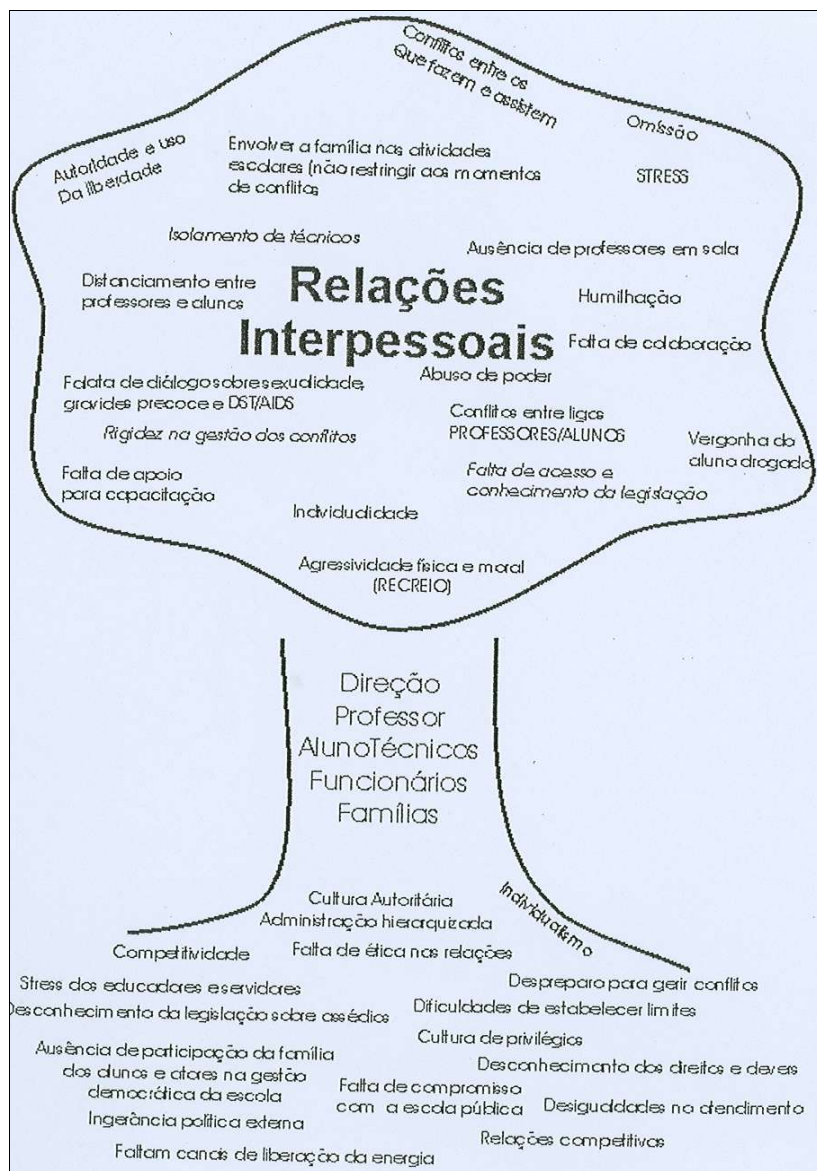 Conflitos entre os
Que fazem e assistem
Omissão
Autoridade e uso
Da liberdade
Envolver a família nas atividades
escolares (não restringir aos momentos
de conflitos
STRESS
Isolamento de técnicos
Ausência de professores em sala
Distanciamento entre
professores e alunos
Relações
Interpessoais
Humilhação
Falta de colaboração
Abuso de poder
Falata de diálogo sobre sexualidade,
gravides precoce e DST/AIDS
Conflitos entre ligas
PROFESSORES/ALUNOS
Rigidez na gestão dos conflitos
Vergonha do
aluno drogado
Falta de apoio
para capacitação
Falta de acesso e
conhecimento da legislação
Individualidade
Agressividade física e moral
(RECREIO)
Direção
Professor
AlunoTécnicos
Funcionários
Famílias
Cultura Autoritária
Administração hierarquizada
Individualismo
Competitividade
Falta de ética nas relações
Stress dos educadores e servidores
Despreparo para gerir conflitos
Desconhecimento da legislação sobre assédios
Dificuldades de estabelecer limites
Cultura de privilégios
Ausência de participação da família
dos alunos e atores na gestão
democrática da escola
Desconhecimento dos direitos e devers
Falta de compromisso
com a escola pública
Desigualdades no atendimento
Ingerância política externa
Relações competitivas
Faltam canais de liberação da energia